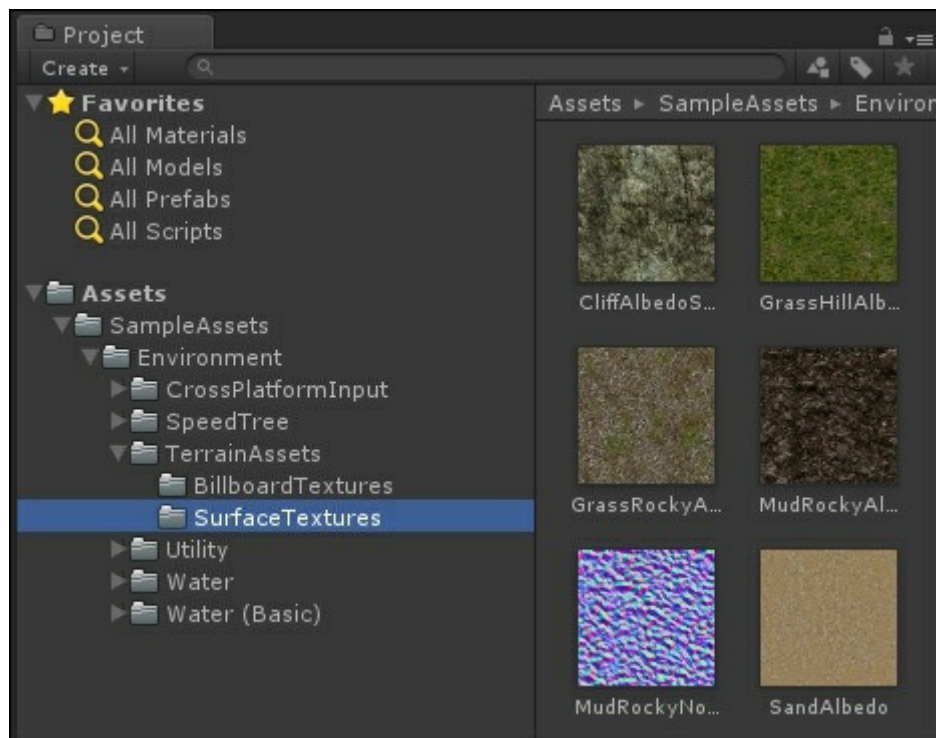 Project
Create
Favorites
All Materials
All Models
All Prefabs
All Scripts
Assets
SampleAssets
Environment
CrossPlatformInput
SpeedTree
TerrainAssets
BillboardTextures
SurfaceTextures
Utility
Water
Water (Basic)
Assets ▸ SampleAssets ▸ Environ
CliffAlbedoS... GrassHillAlb...
GrassRockyA... MudRockyAl...
MudRockyNo... SandAlbedo